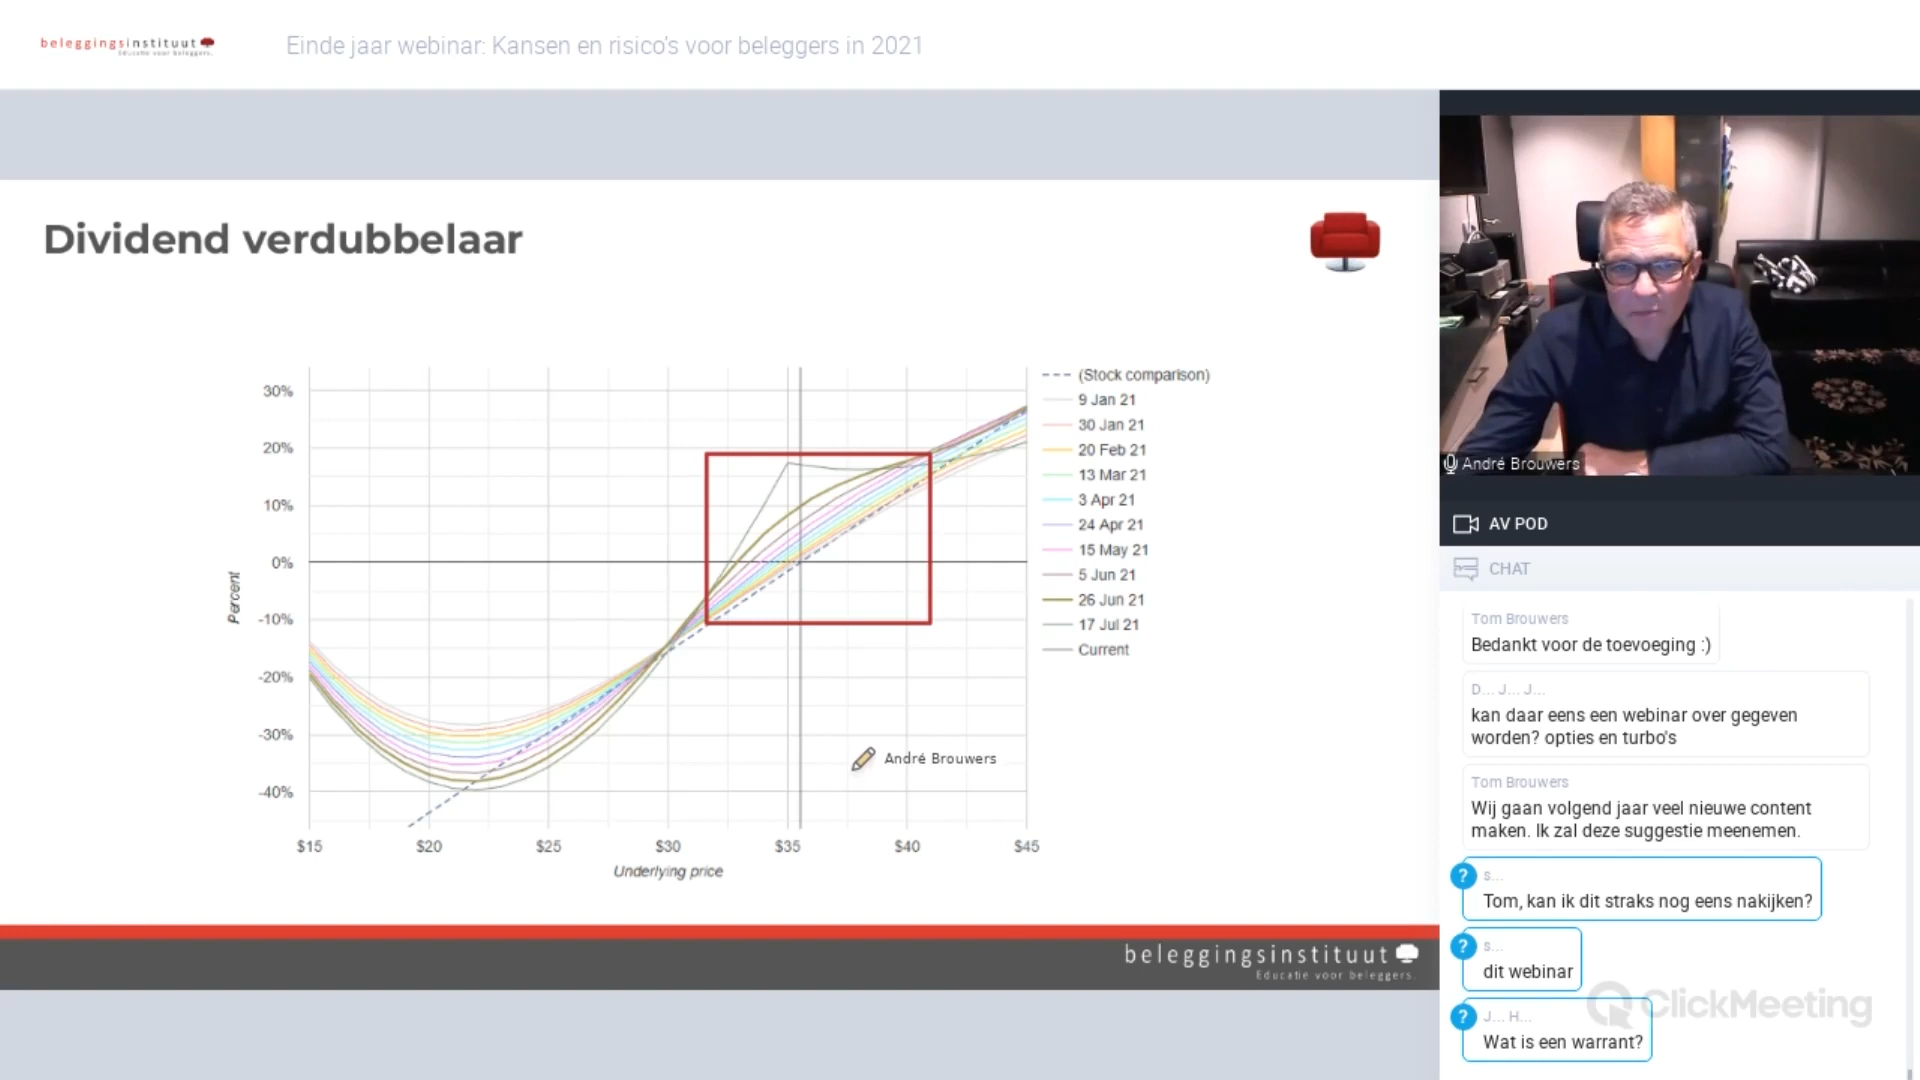 beleggingsinstituut
Educatie voor beleggers.
Einde jaar webinar: Kansen en risico's voor beleggers in 2021
Dividend verdubbelaar
30%
20%
10%
0%
-10%
-20%
-30%
-40%
Percent
$15
$20
$25
$30
$35
$40
$45
Underlying price
(Stock comparison)
9 Jan 21
30 Jan 21
20 Feb 21
13 Mar 21
3 Apr 21
24 Apr 21
15 May 21
5 Jun 21
26 Jun 21
17 Jul 21
Current
André Brouwers
beleggingsinstituut
Educatie voor beleggers.
André Brouwers
AV POD
CHAT
Tom Brouwers
Bedankt voor de toevoeging :)
D... J... J...
kan daar eens een webinar over gegeven
worden? opties en turbo's
Tom Brouwers
Wij gaan volgend jaar veel nieuwe content
maken. Ik zal deze suggestie meenemen.
? s...
Tom, kan ik dit straks nog eens nakijken?
? s...
dit webinar
? J... H...
Wat is een warrant?
ClickMeeting